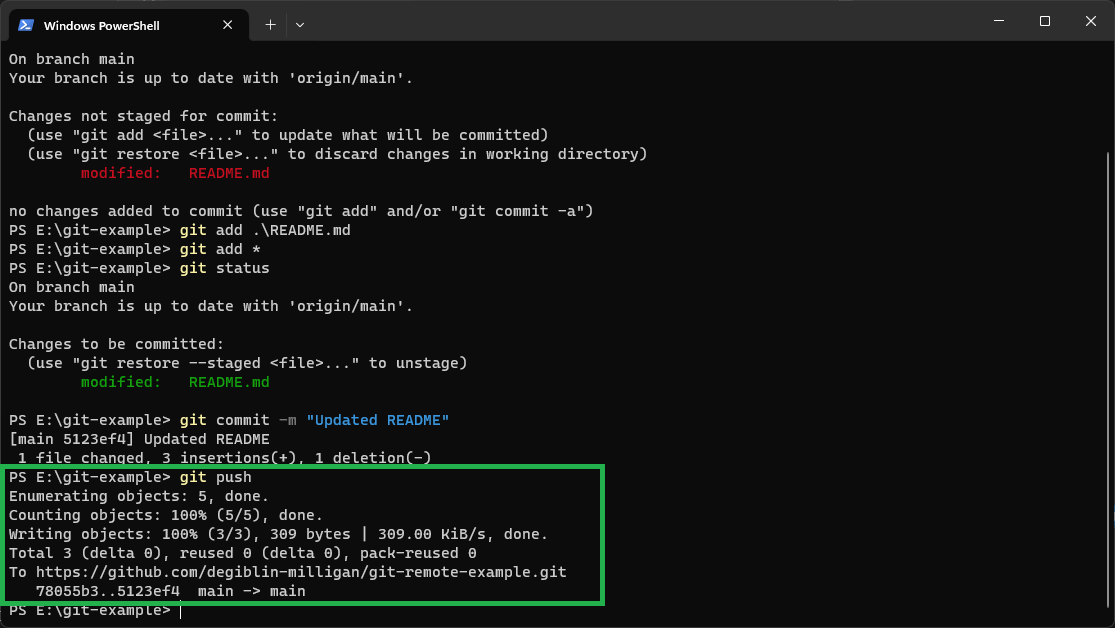 Windows PowerShell
On branch main
Your branch is up to date with 'origin/main'.
Changes not staged for commit:
  (use "git add <file>..." to update what will be committed)
  (use "git restore <file>..." to discard changes in working directory)
        modified:   README.md
no changes added to commit (use "git add" and/or "git commit -a")
PS E:\git-example> git add .\README.md
PS E:\git-example> git add *
PS E:\git-example> git status
On branch main
Your branch is up to date with 'origin/main'.
Changes to be committed:
  (use "git restore --staged <file>..." to unstage)
        modified:   README.md
PS E:\git-example> git commit -m "Updated README"
[main 5123ef4] Updated README
 1 file changed, 3 insertions(+), 1 deletion(-)
PS E:\git-example> git push
Enumerating objects: 5, done.
Counting objects: 100% (5/5), done.
Writing objects: 100% (3/3), 309 bytes | 309.00 KiB/s, done.
Total 3 (delta 0), reused 0 (delta 0), pack-reused 0
To https://github.com/degiblin-milligan/git-remote-example.git
   78055b3..5123ef4  main -> main
PS E:\git-example>